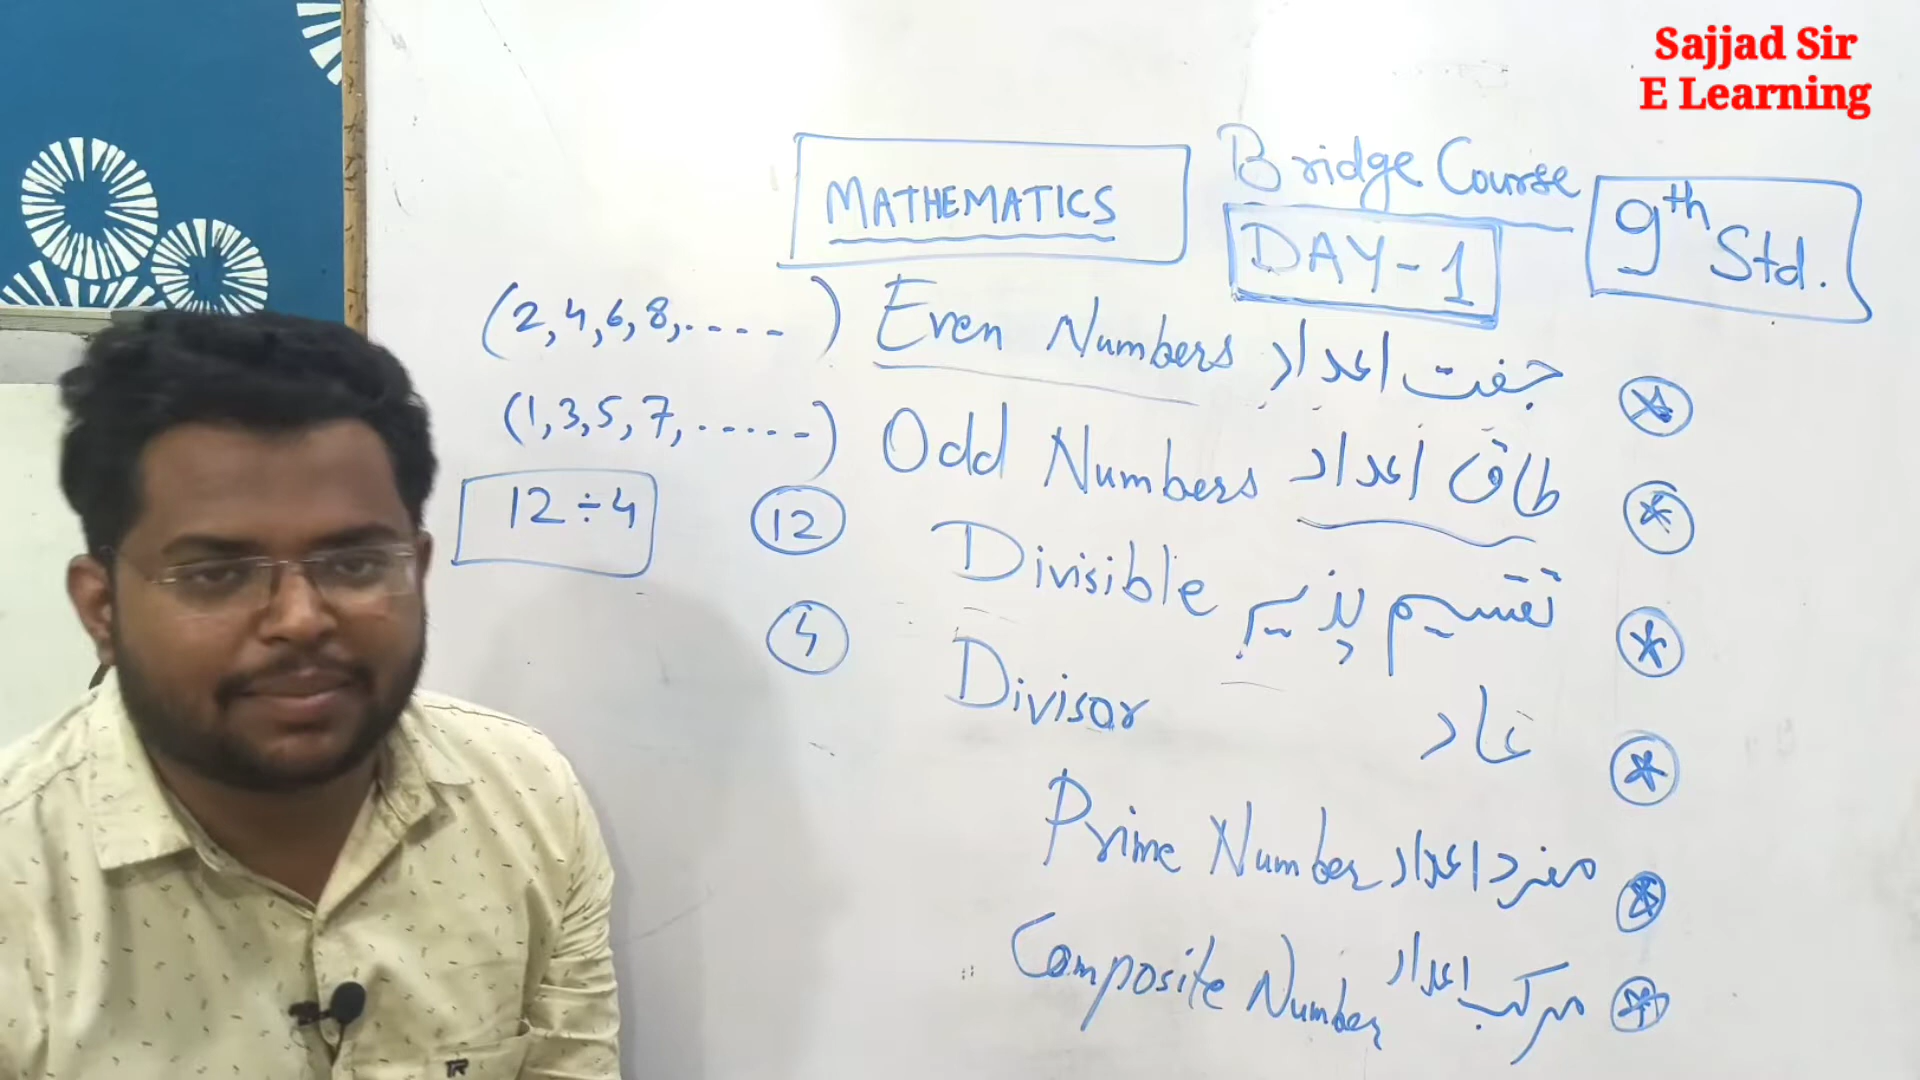 Sajjad Sir
E Learning
MATHEMATICS
Bridge Course
DAY-1
9th Std.
(2, 4, 6, 8, ....) Even Numbers جفت اعداد
(1, 3, 5, 7, .....) Odd Numbers طاق اعداد
12 ÷ 4
12 Divisible تقسیم پذیر
4 Divisor عاد
Prime Number مفرد اعداد
Composite Number مرکب اعداد
TR